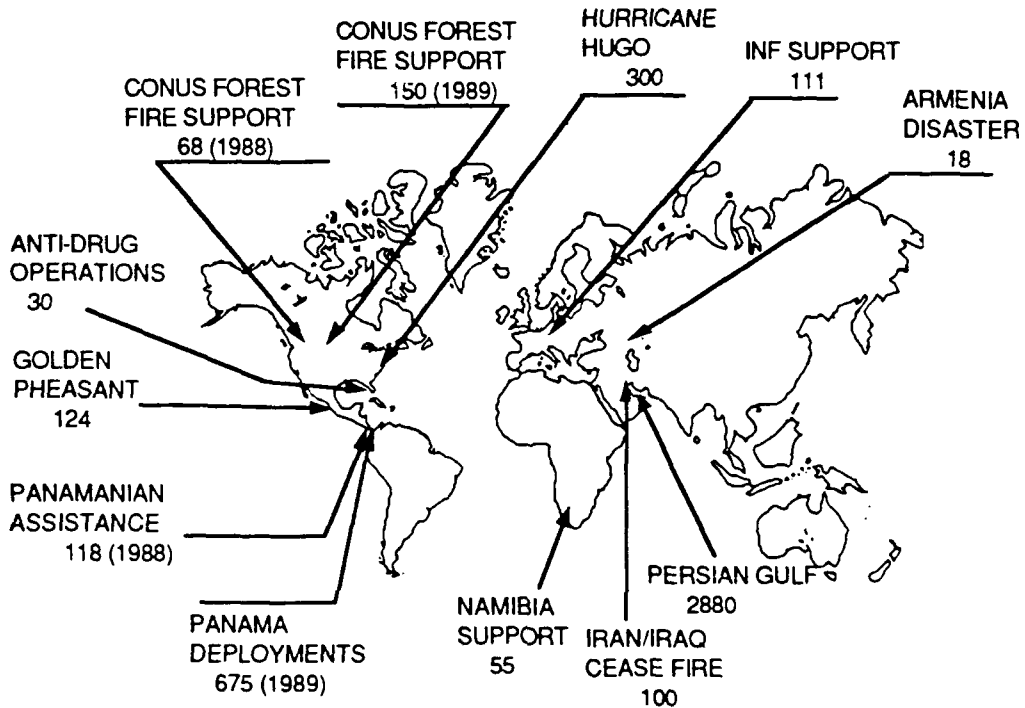 CONUS FOREST
FIRE SUPPORT
68 (1988)
CONUS FOREST
FIRE SUPPORT
150 (1989)
HURRICANE
HUGO
300
INF SUPPORT
111
ARMENIA
DISASTER
18
ANTI-DRUG
OPERATIONS
30
GOLDEN
PHEASANT
124
PANAMANIAN
ASSISTANCE
118 (1988)
PANAMA
DEPLOYMENTS
675 (1989)
NAMIBIA
SUPPORT
55
IRAN/IRAQ
CEASE FIRE
100
PERSIAN GULF
2880